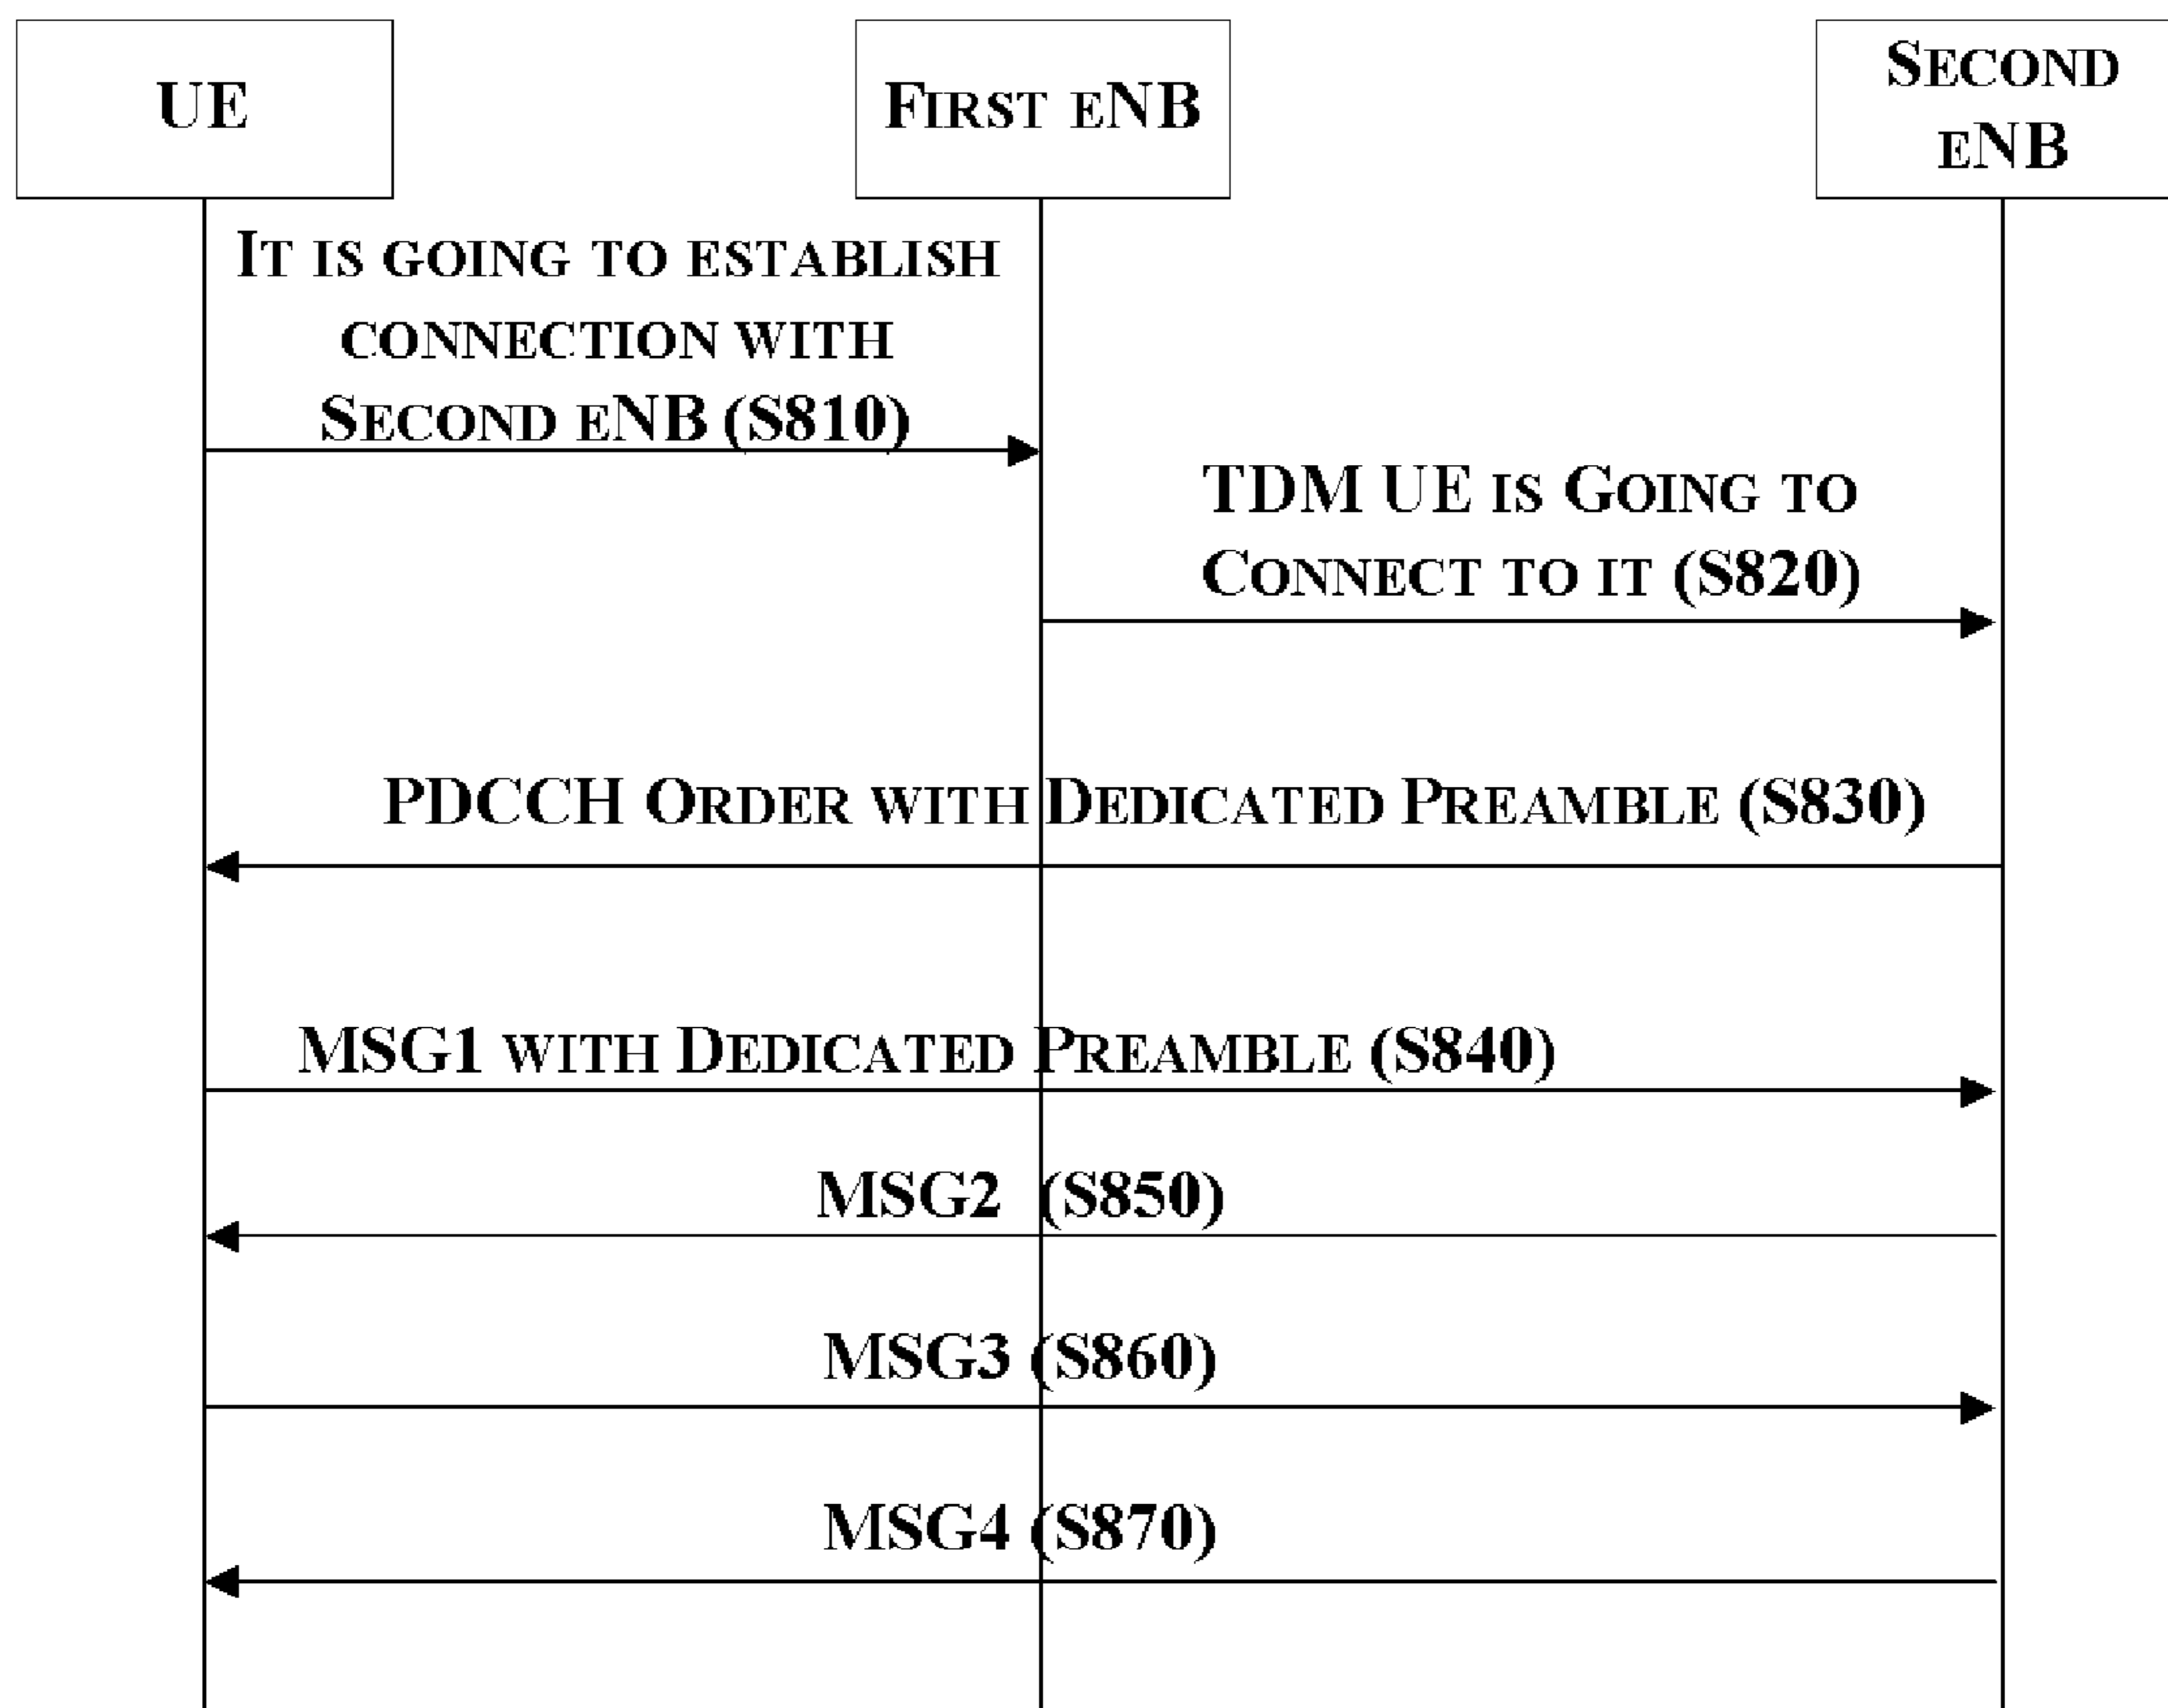 UE
First eNB
Second
eNB
It is going to establish
connection with
Second eNB (S810)
TDM UE is Going to
Connect to it (S820)
PDCCH Order with Dedicated Preamble (S830)
MSG1 with Dedicated Preamble (S840)
MSG2 (S850)
MSG3 (S860)
MSG4 (S870)